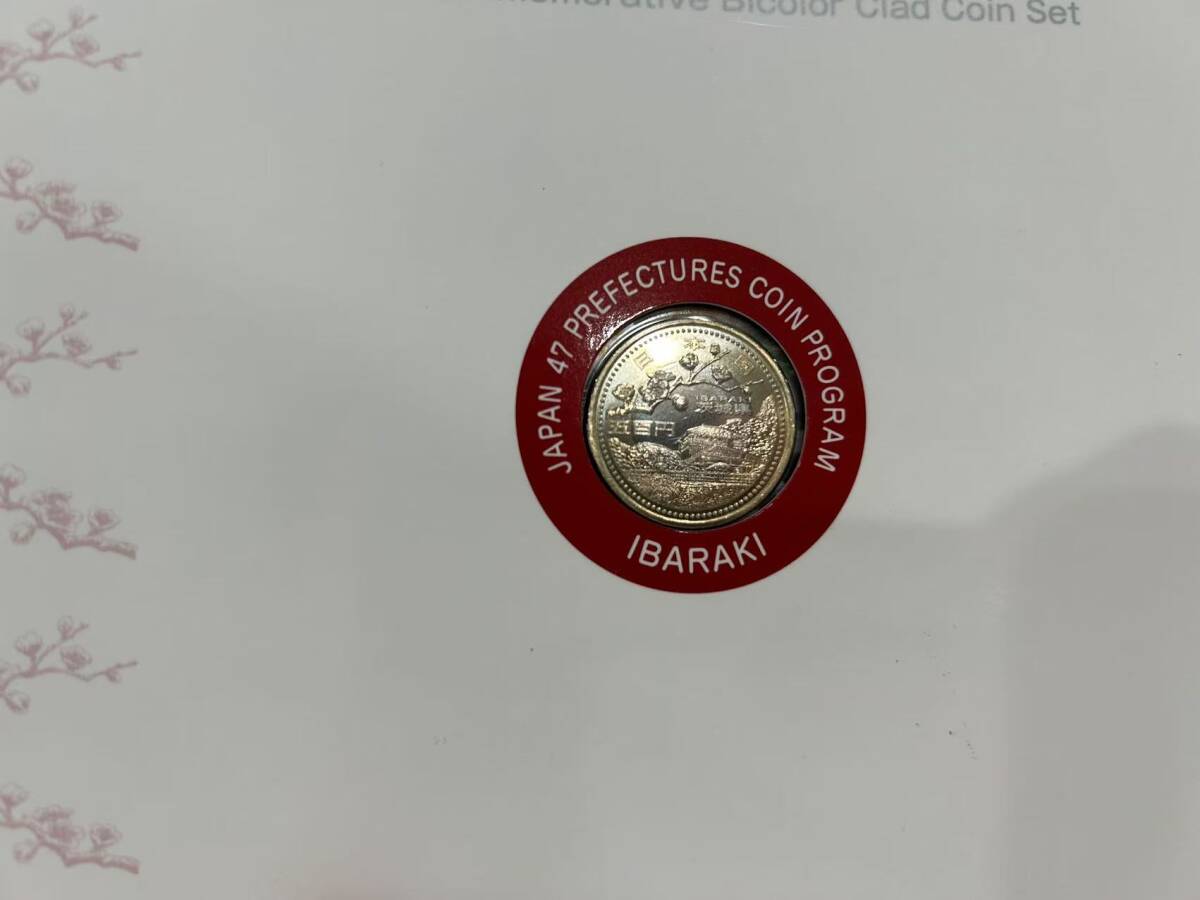 Bicolor Clad Coin Set
JAPAN 47 PREFECTURES COIN PROGRAM
日本国
IBARAKI
茨城県
五百円
IBARAKI